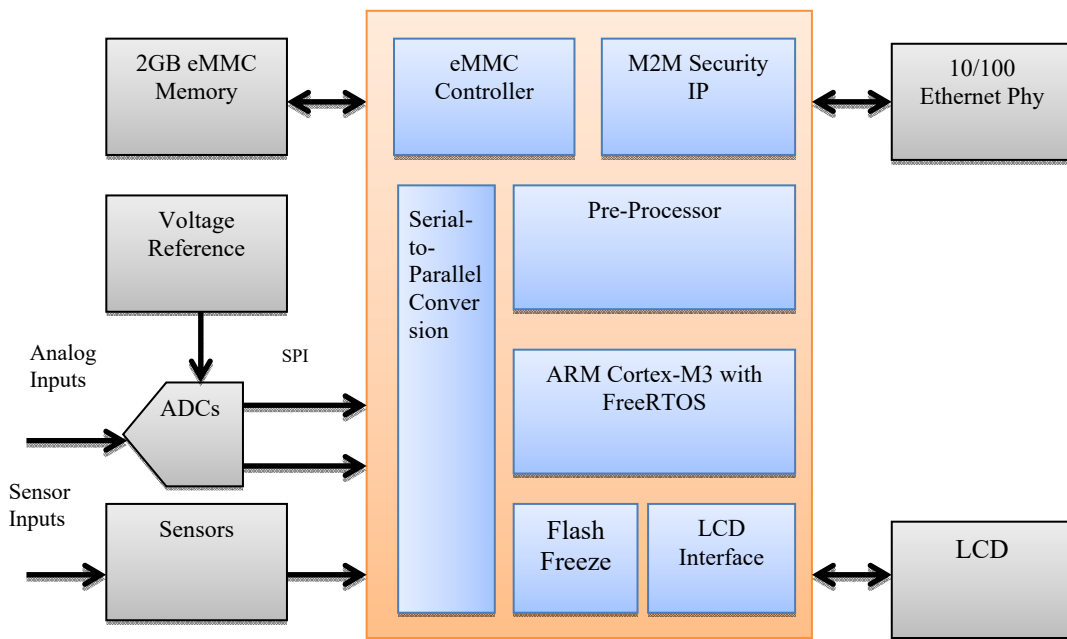 2GB eMMC
Memory
eMMC
Controller
M2M Security
IP
10/100
Ethernet Phy
Voltage
Reference
Serial-
to-
Parallel
Conver
sion
Pre-Processor
Analog
Inputs
SPI
ADCs
ARM Cortex-M3 with
FreeRTOS
Sensor
Inputs
Sensors
Flash
Freeze
LCD
Interface
LCD